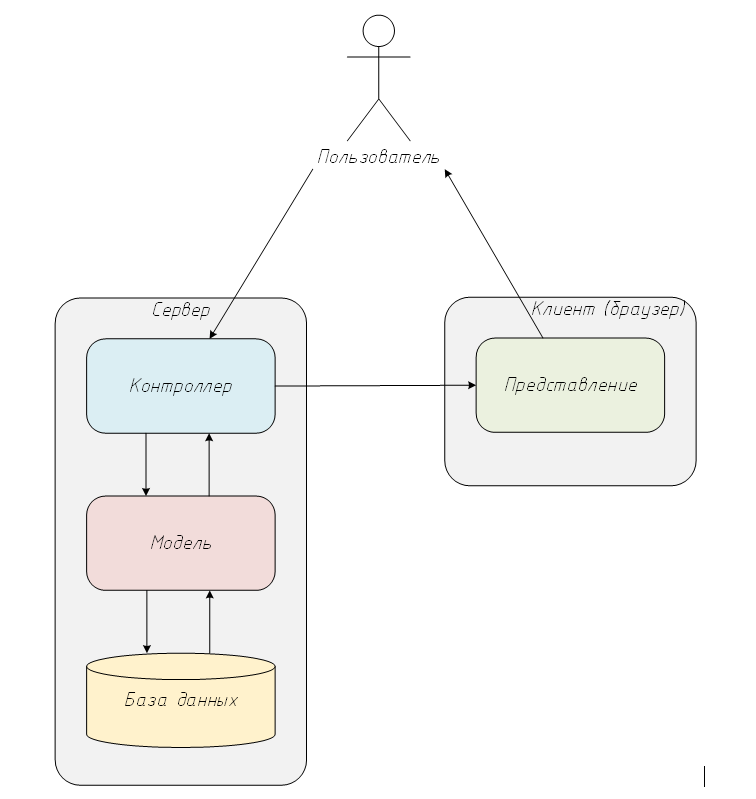 Пользователь
Сервер
Клиент (браузер)
Контроллер
Представление
Модель
База данных